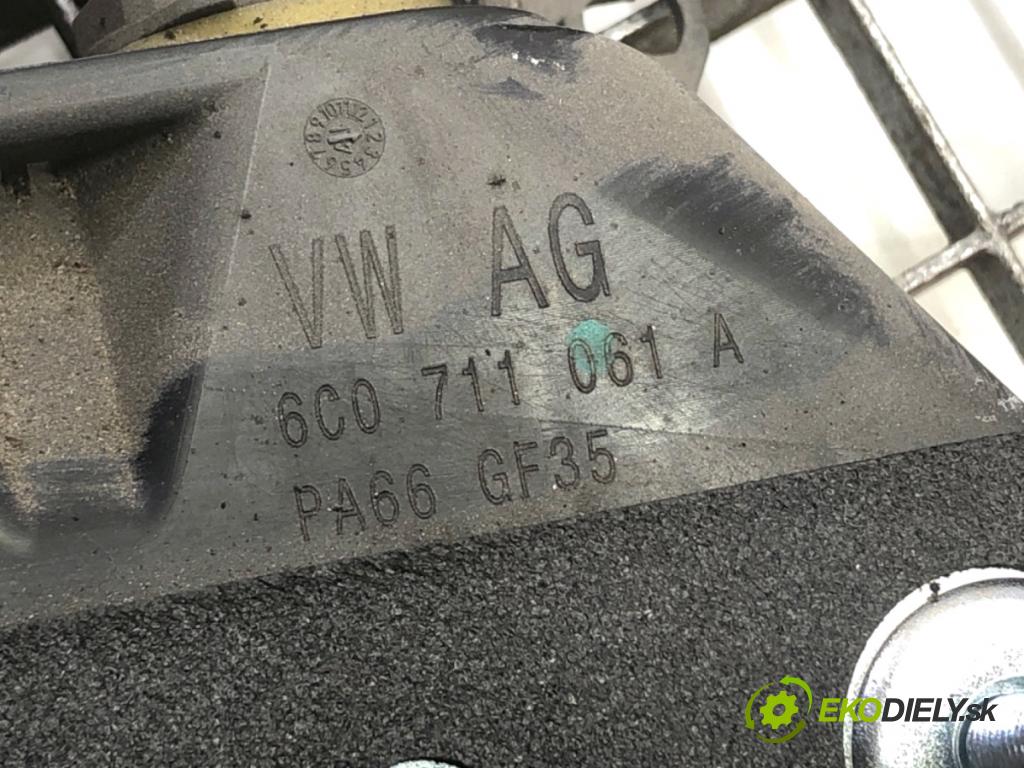 VW AG
6C0 711 061 A
PA66 GF35
EKODIELY.sk